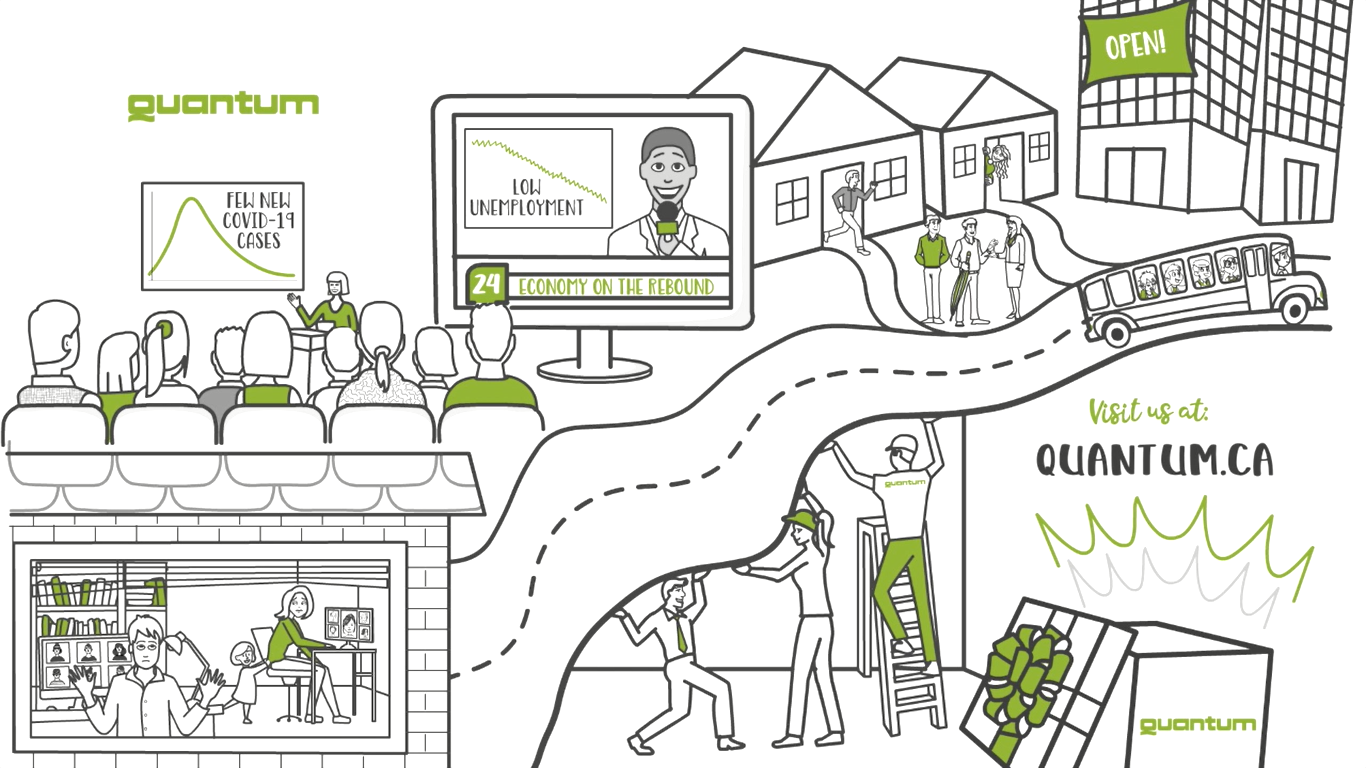 quantum
FEW NEW
COVID-19
CASES
LOW
UNEMPLOYMENT
24
ECONOMY ON THE REBOUND
OPEN!
Visit us at:
QUANTUM.CA
quantum
quantum